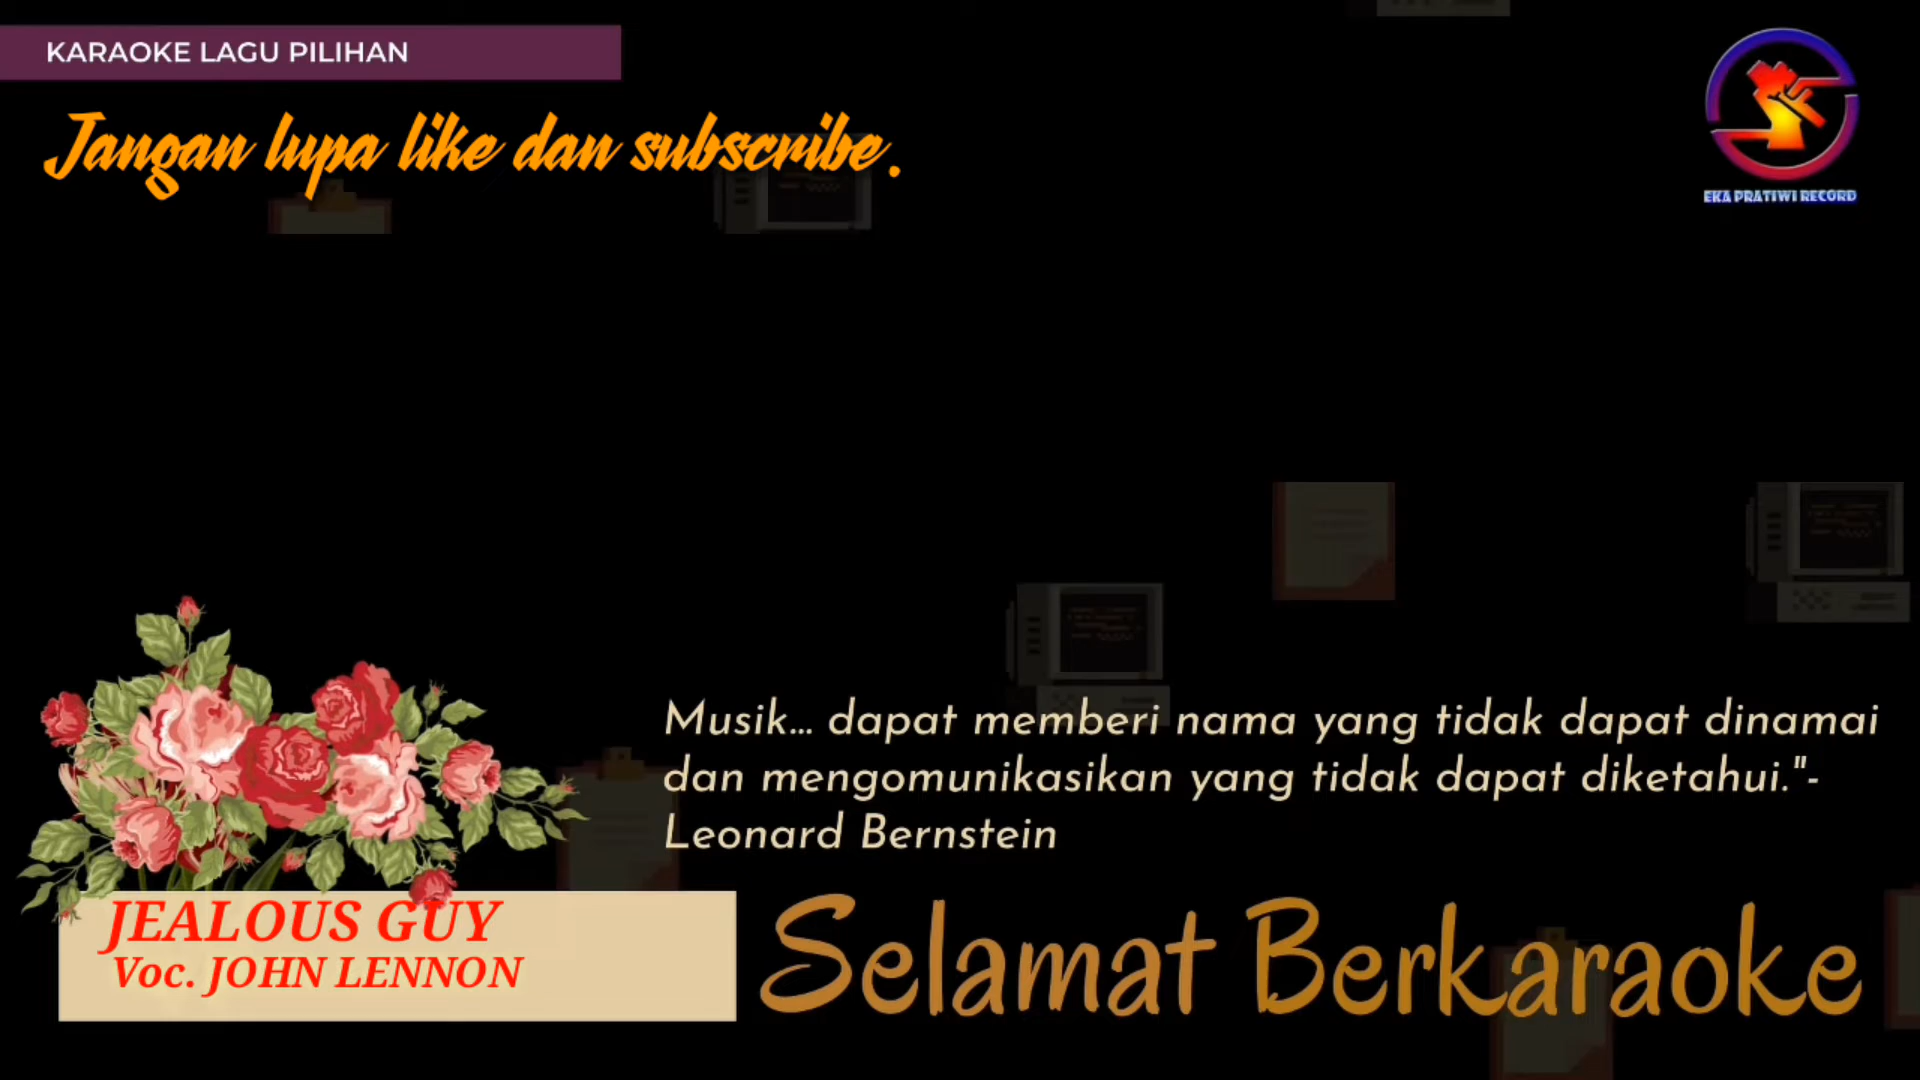 KARAOKE LAGU PILIHAN
Jangan lupa like dan subscribe.
EKA PRATIWI RECORD
Musik... dapat memberi nama yang tidak dapat dinamai
dan mengomunikasikan yang tidak dapat diketahui."-
Leonard Bernstein
JEALOUS GUY
Voc. JOHN LENNON
Selamat Berkaraoke